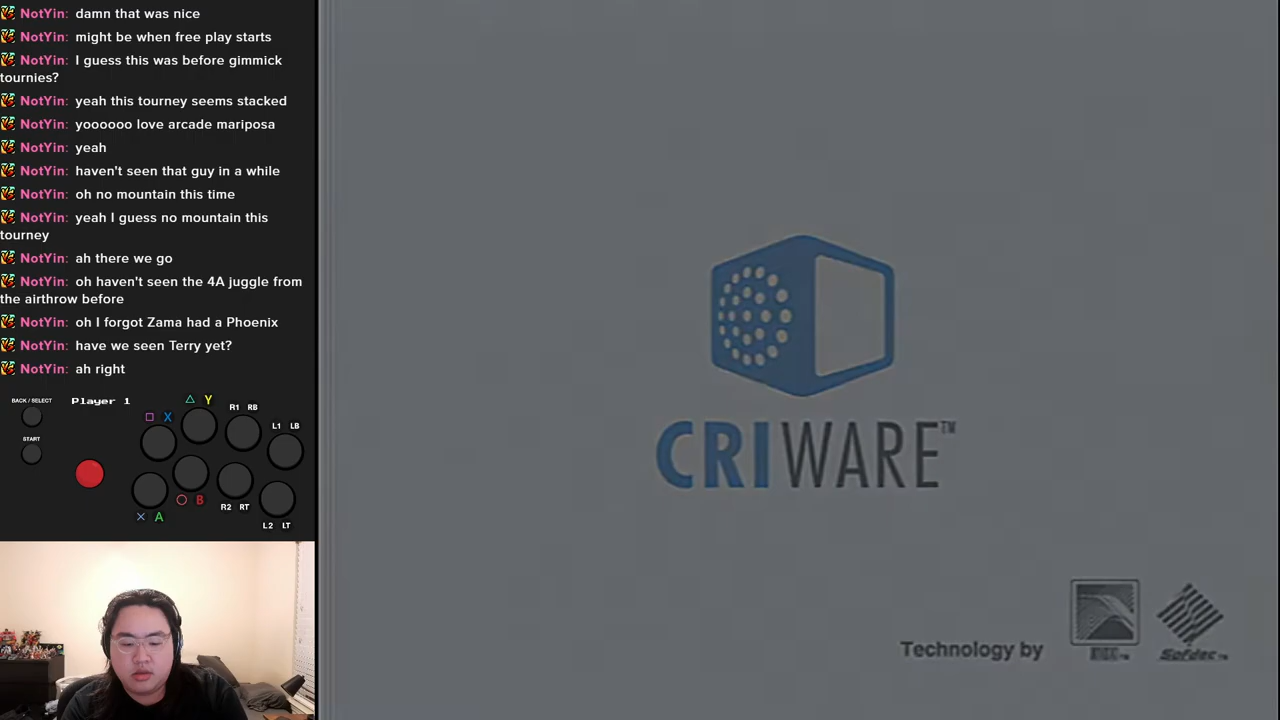 NotYin: damn that was nice
NotYin: might be when free play starts
NotYin: I guess this was before gimmick
tournies?
NotYin: yeah this tourney seems stacked
NotYin: yoooooo love arcade mariposa
NotYin: yeah
NotYin: haven't seen that guy in a while
NotYin: oh no mountain this time
NotYin: yeah I guess no mountain this
tourney
NotYin: ah there we go
NotYin: oh haven't seen the 4A juggle from
the airthrow before
NotYin: oh I forgot Zama had a Phoenix
NotYin: have we seen Terry yet?
NotYin: ah right
BACK / SELECT
Player 1
START
X
Y
R1 RB
L1 LB
A
B
R2 RT
L2 LT
CRIWARE™
Technology by
Sofdec™